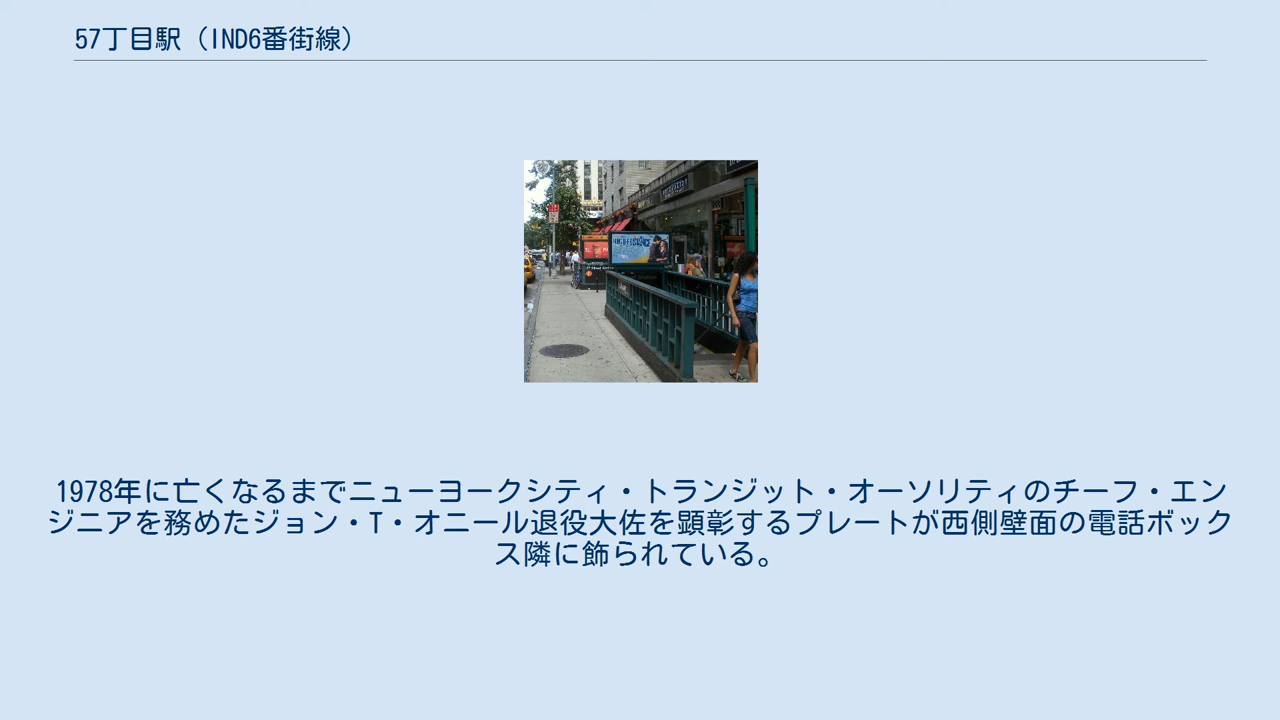 57丁目駅（IND6番街線）
1978年に亡くなるまでニューヨークシティ・トランジット・オーソリティのチーフ・エン
ジニアを務めたジョン・T・オニール退役大佐を顕彰するプレートが西側壁面の電話ボック
ス隣に飾られている。